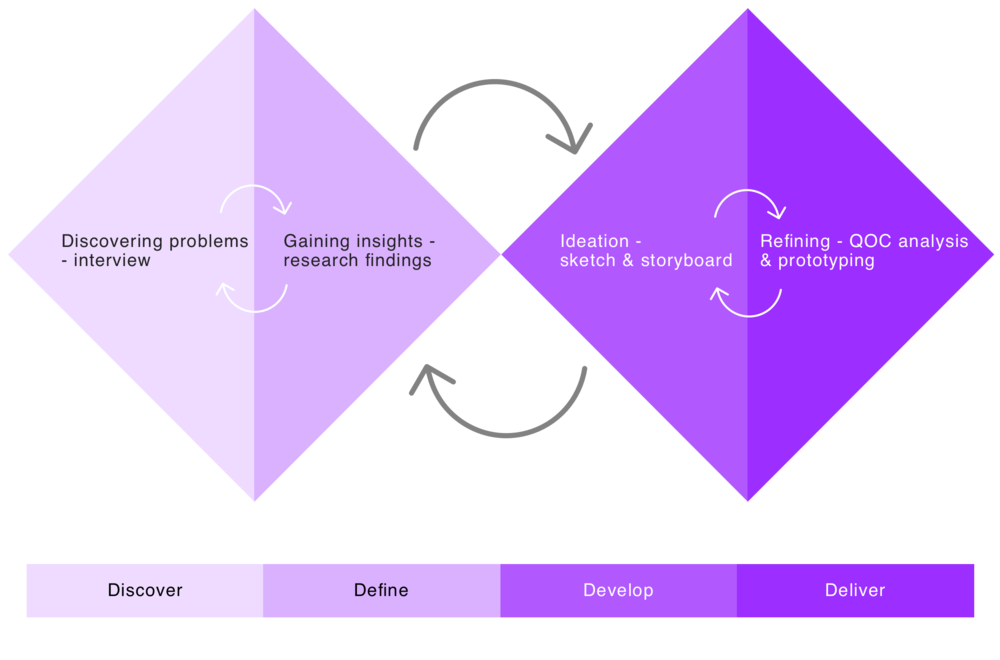 Discovering problems
- interview
Gaining insights -
research findings
Ideation -
sketch & storyboard
Refining - QOC analysis
& prototyping
Discover
Define
Develop
Deliver